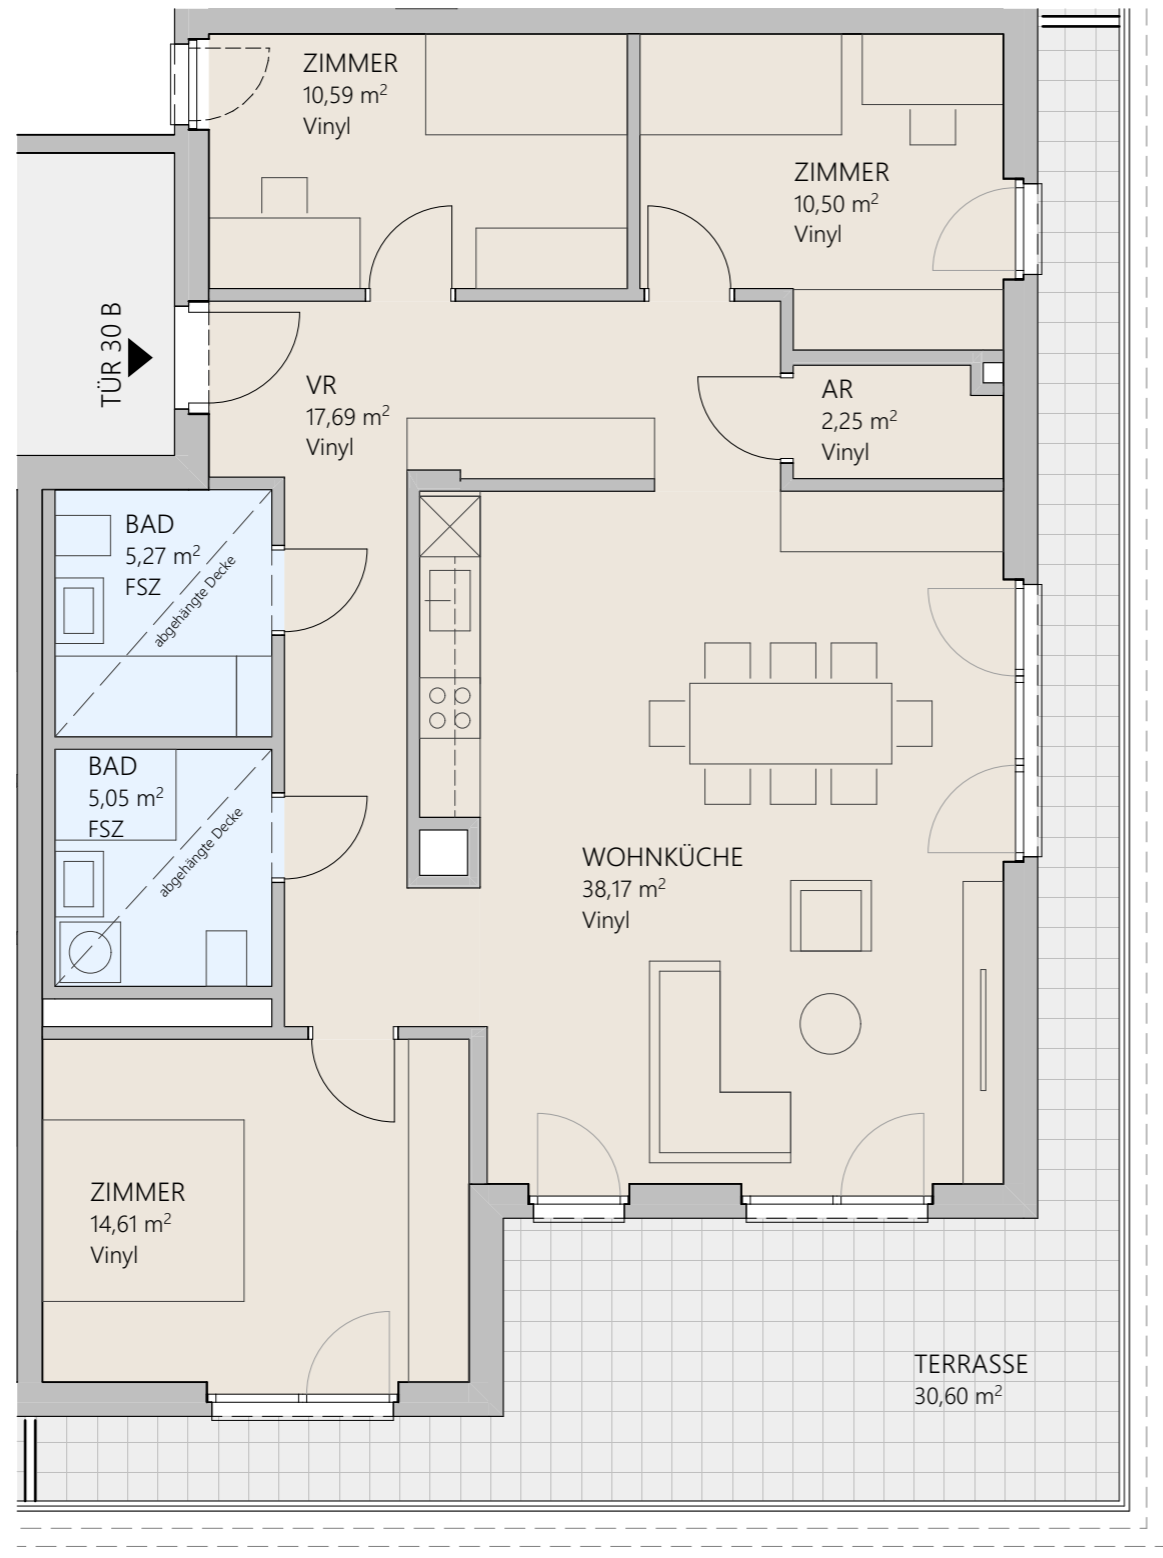 ZIMMER
10,59 m²
Vinyl
ZIMMER
10,50 m²
Vinyl
TÜR 30 B
VR
17,69 m²
Vinyl
AR
2,25 m²
Vinyl
BAD
5,27 m²
FSZ
abgehängte Decke
BAD
5,05 m²
FSZ
abgehängte Decke
WOHNKÜCHE
38,17 m²
Vinyl
ZIMMER
14,61 m²
Vinyl
TERRASSE
30,60 m²